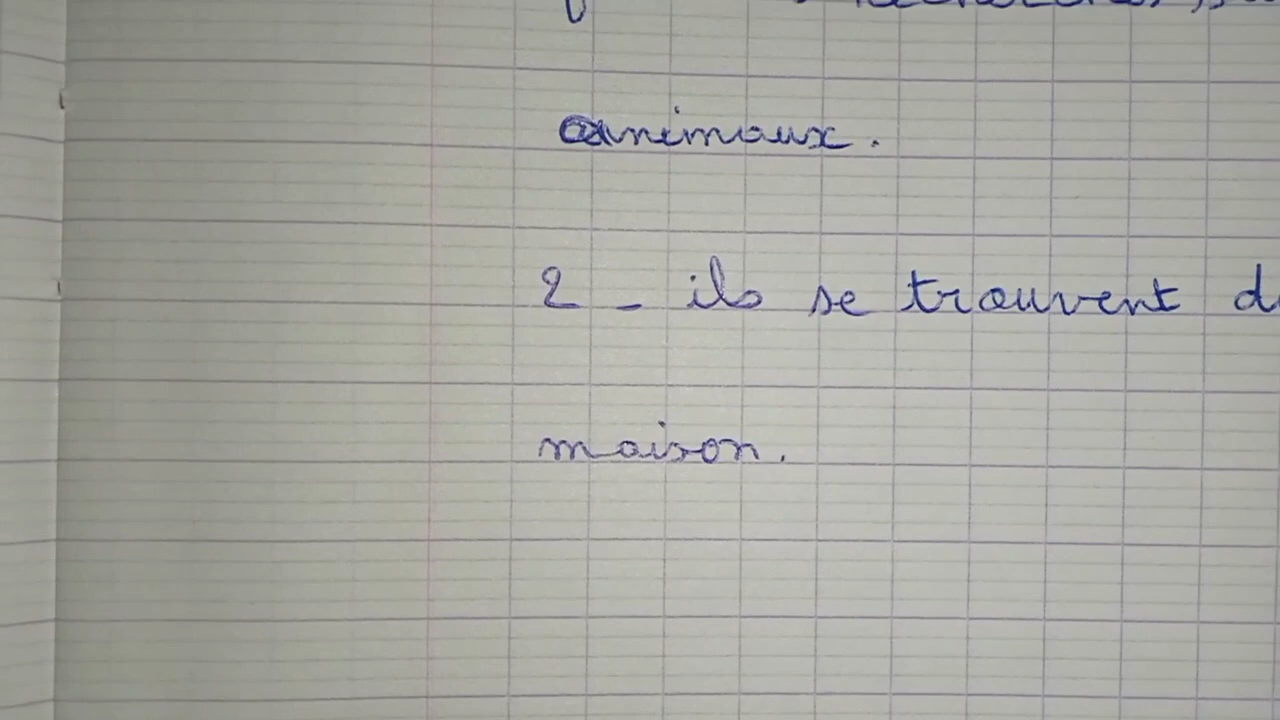 animaux.
2 - ils se trouvent
maison.